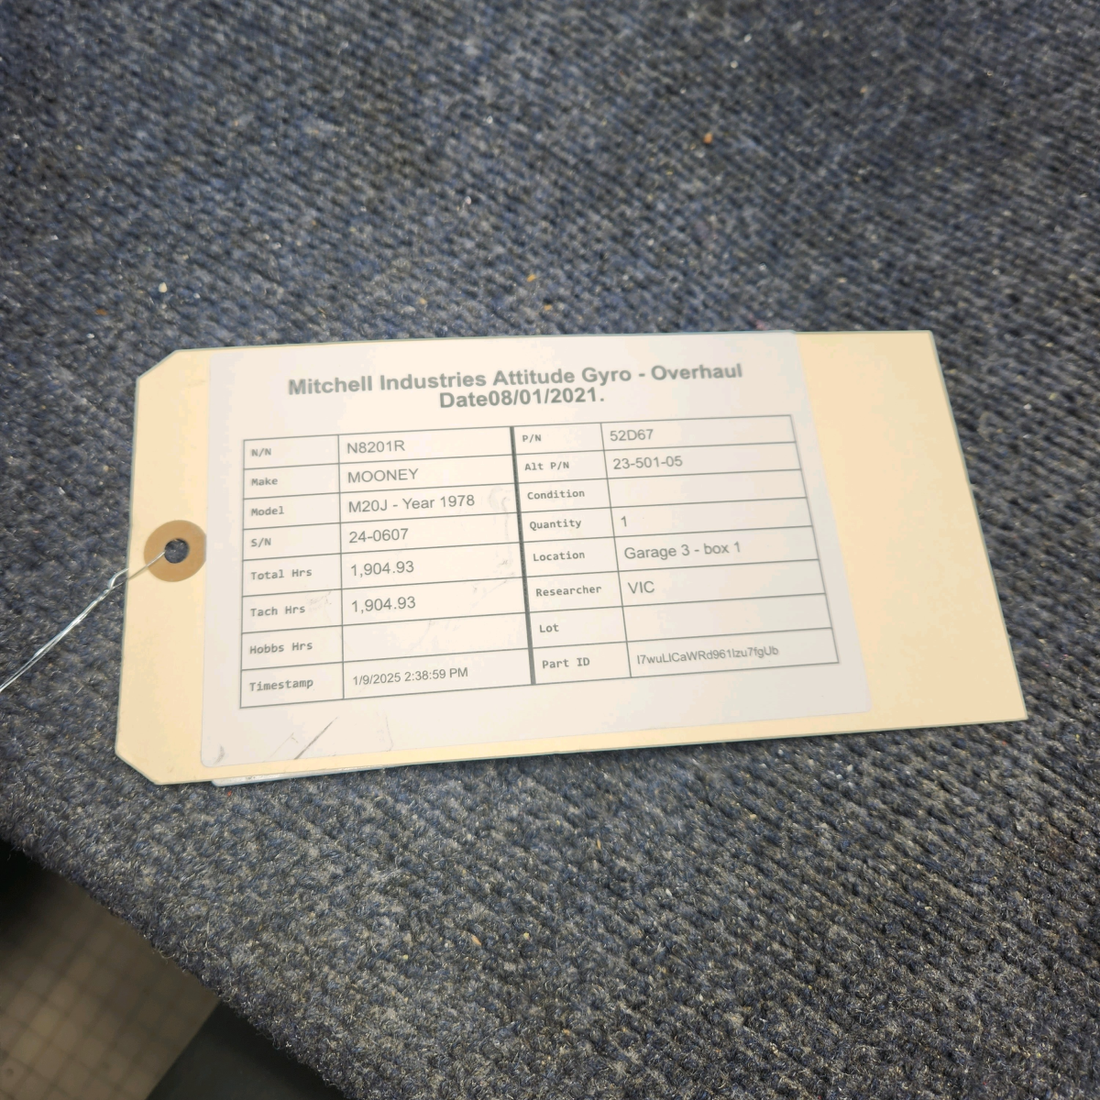 Mitchell Industries Attitude Gyro - Overhaul
Date08/01/2021.
N/N N8201R P/N 52D67
Make MOONEY Alt P/N 23-501-05
Model M20J - Year 1978 Condition
S/N 24-0607 Quantity 1
Total Hrs 1,904.93 Location Garage 3 - box 1
Tach Hrs 1,904.93 Researcher VIC
Hobbs Hrs Lot
Timestamp 1/9/2025 2:38:59 PM Part ID